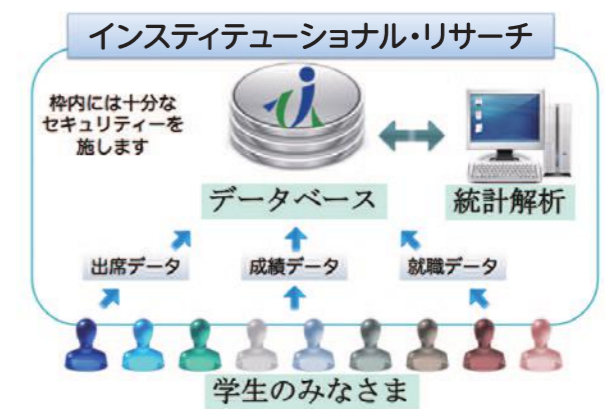 インスティテューショナル・リサーチ
枠内には十分な
セキュリティーを
施します
データベース
統計解析
出席データ
成績データ
就職データ
学生のみなさま